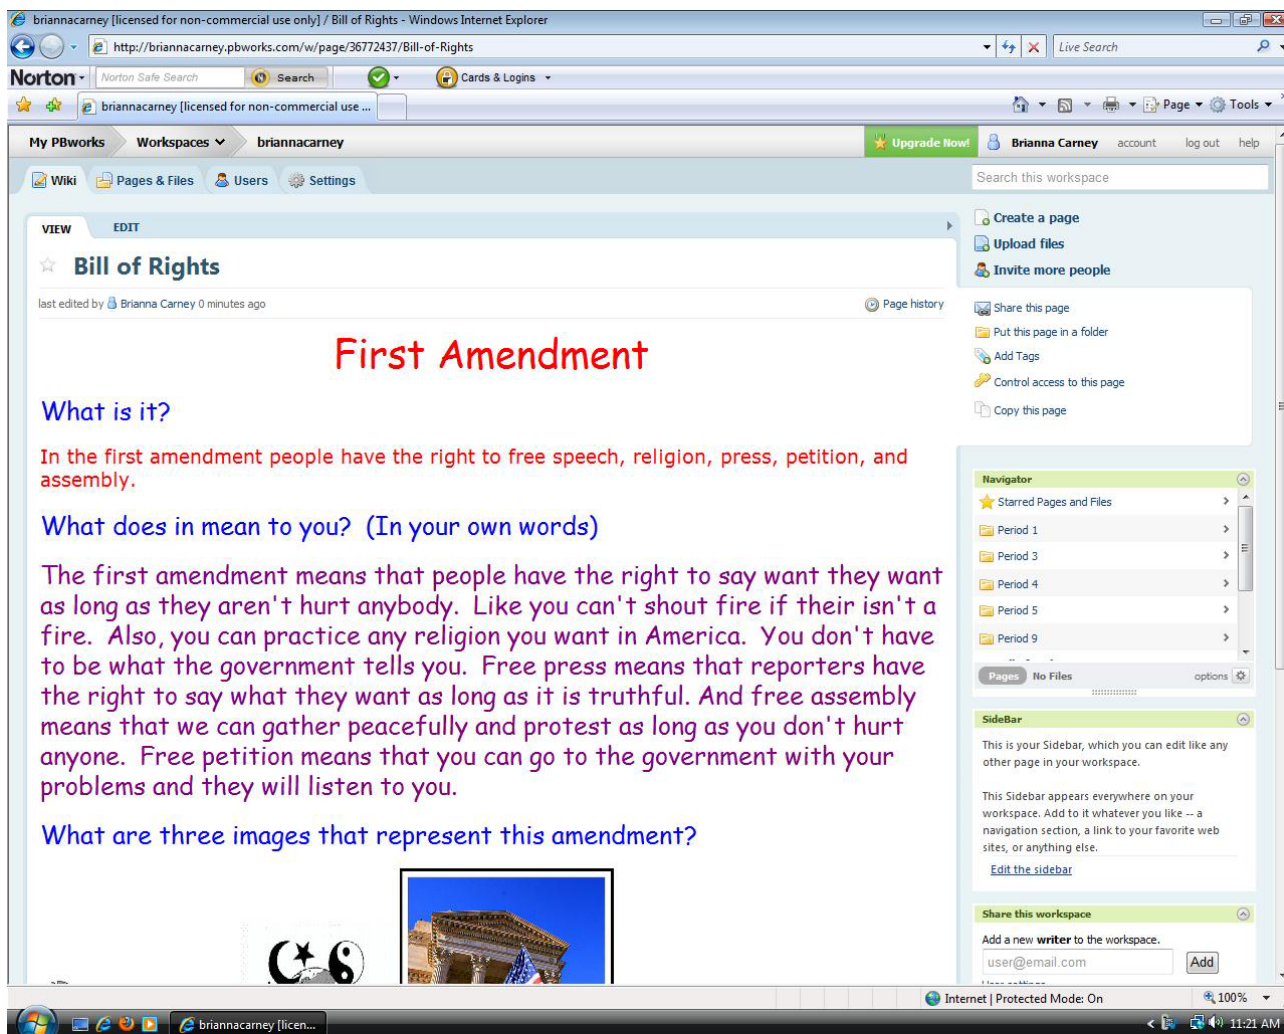 briannacarney [licensed for non-commercial use only] / Bill of Rights - Windows Internet Explorer
http://briannacarney.pbworks.com/w/page/36772437/Bill-of-Rights
Live Search
Norton
Norton Safe Search
Search
Cards & Logins
briannacarney [licensed for non-commercial use ...
Page
Tools
My PBworks
Workspaces
briannacarney
Upgrade Now!
Brianna Carney
account
log out
help
Wiki
Pages & Files
Users
Settings
Search this workspace
VIEW
EDIT
Bill of Rights
last edited by Brianna Carney 0 minutes ago
Page history
First Amendment
What is it?
In the first amendment people have the right to free speech, religion, press, petition, and
assembly.
What does in mean to you? (In your own words)
The first amendment means that people have the right to say want they want
as long as they aren't hurt anybody. Like you can't shout fire if their isn't a
fire. Also, you can practice any religion you want in America. You don't have
to be what the government tells you. Free press means that reporters have
the right to say what they want as long as it is truthful. And free assembly
means that we can gather peacefully and protest as long as you don't hurt
anyone. Free petition means that you can go to the government with your
problems and they will listen to you.
What are three images that represent this amendment?
Create a page
Upload files
Invite more people
Share this page
Put this page in a folder
Add Tags
Control access to this page
Copy this page
Navigator
Starred Pages and Files
Period 1
Period 3
Period 4
Period 5
Period 9
Pages
No Files
options
SideBar
This is your Sidebar, which you can edit like any
other page in your workspace.
This Sidebar appears everywhere on your
workspace. Add to it whatever you like -- a
navigation section, a link to your favorite web
sites, or anything else.
Edit the sidebar
Share this workspace
Add a new writer to the workspace.
user@email.com
Add
Internet | Protected Mode: On
100%
briannacarney [licen...
11:21 AM